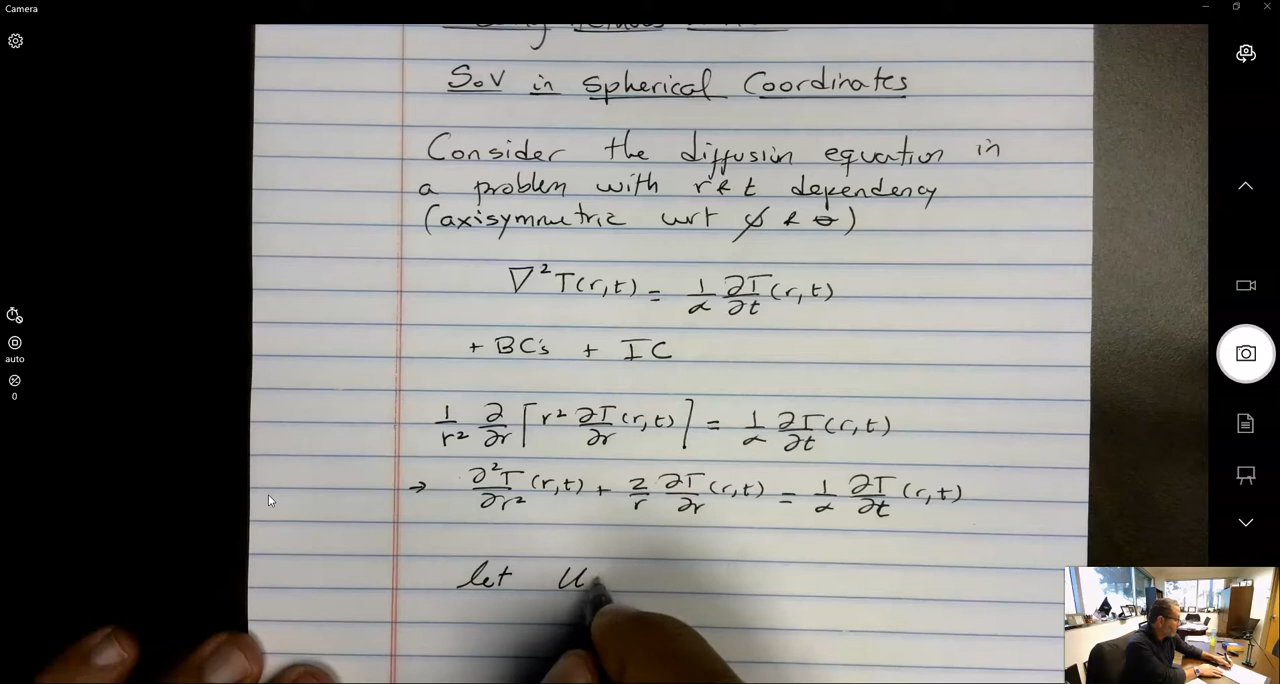 Camera
SoV in Spherical Coordinates
Consider the diffusion equation in
a problem with r & t dependency
(axisymmetric wrt ϕ & θ)
∇²T(r,t) = 1/α ∂T/∂t (r,t)
+ BC's + IC
1/r² ∂/∂r [r² ∂T/∂r (r,t)] = 1/α ∂T/∂t (r,t)
→ ∂²T/∂r² (r,t) + 2/r ∂T/∂r (r,t) = 1/α ∂T/∂t (r,t)
auto
0
let U